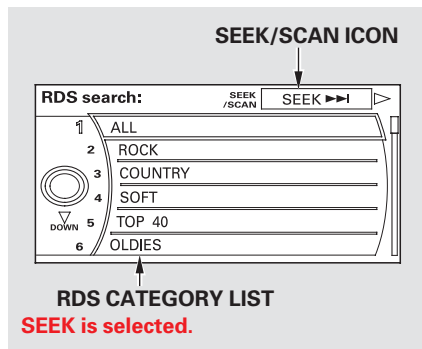 SEEK/SCAN ICON
RDS search:
SEEK
/SCAN
SEEK
1 ALL
2 ROCK
3 COUNTRY
4 SOFT
DOWN
5 TOP 40
6 OLDIES
RDS CATEGORY LIST
SEEK is selected.